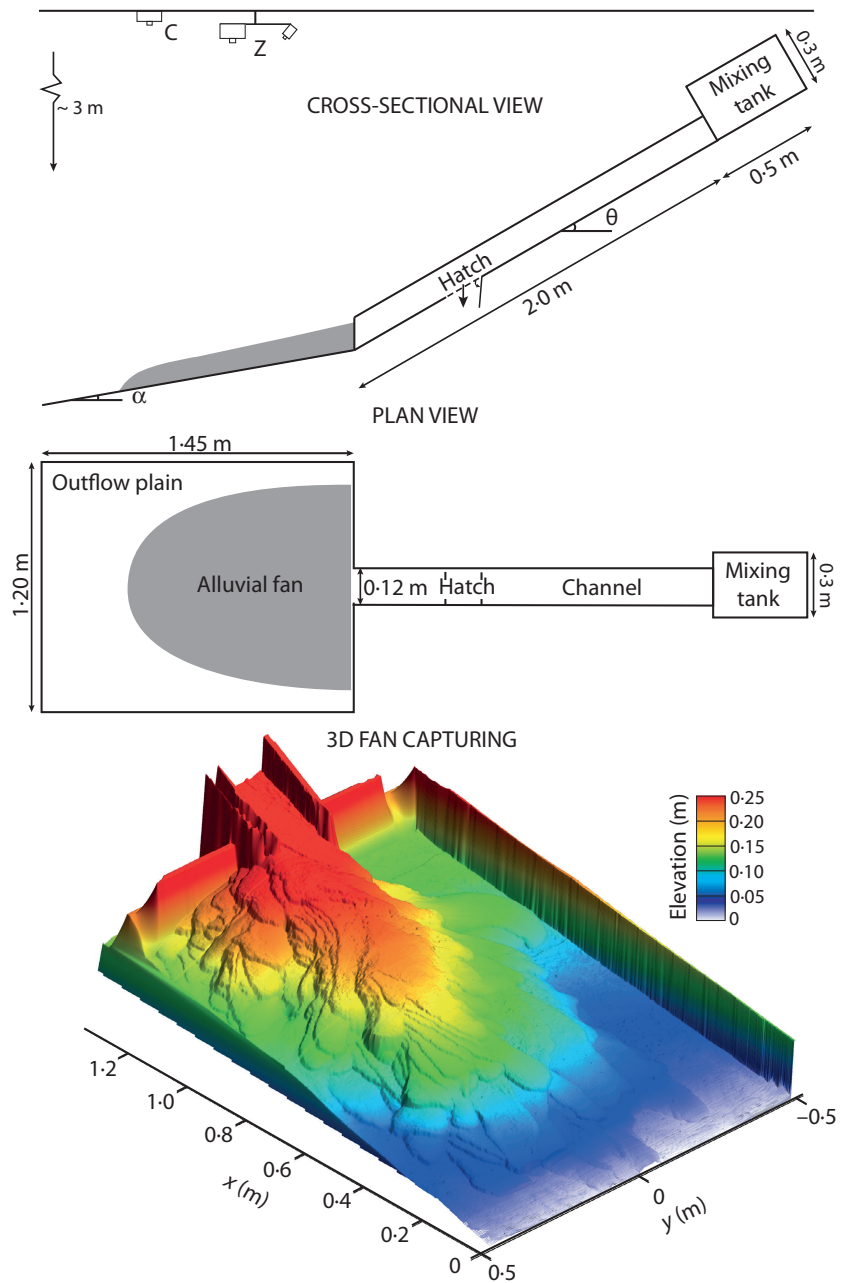 C
Z
~ 3 m
CROSS-SECTIONAL VIEW
Mixing
tank
0·3 m
0·5 m
θ
Hatch
2·0 m
α
PLAN VIEW
1·45 m
Outflow plain
1·20 m
Alluvial fan
0·12 m
Hatch
Channel
Mixing
tank
0·3 m
3D FAN CAPTURING
Elevation (m)
0·25
0·20
0·15
0·10
0·05
0
1·2
1·0
0·8
0·6
0·4
0·2
0
x (m)
0·5
0
−0·5
y (m)